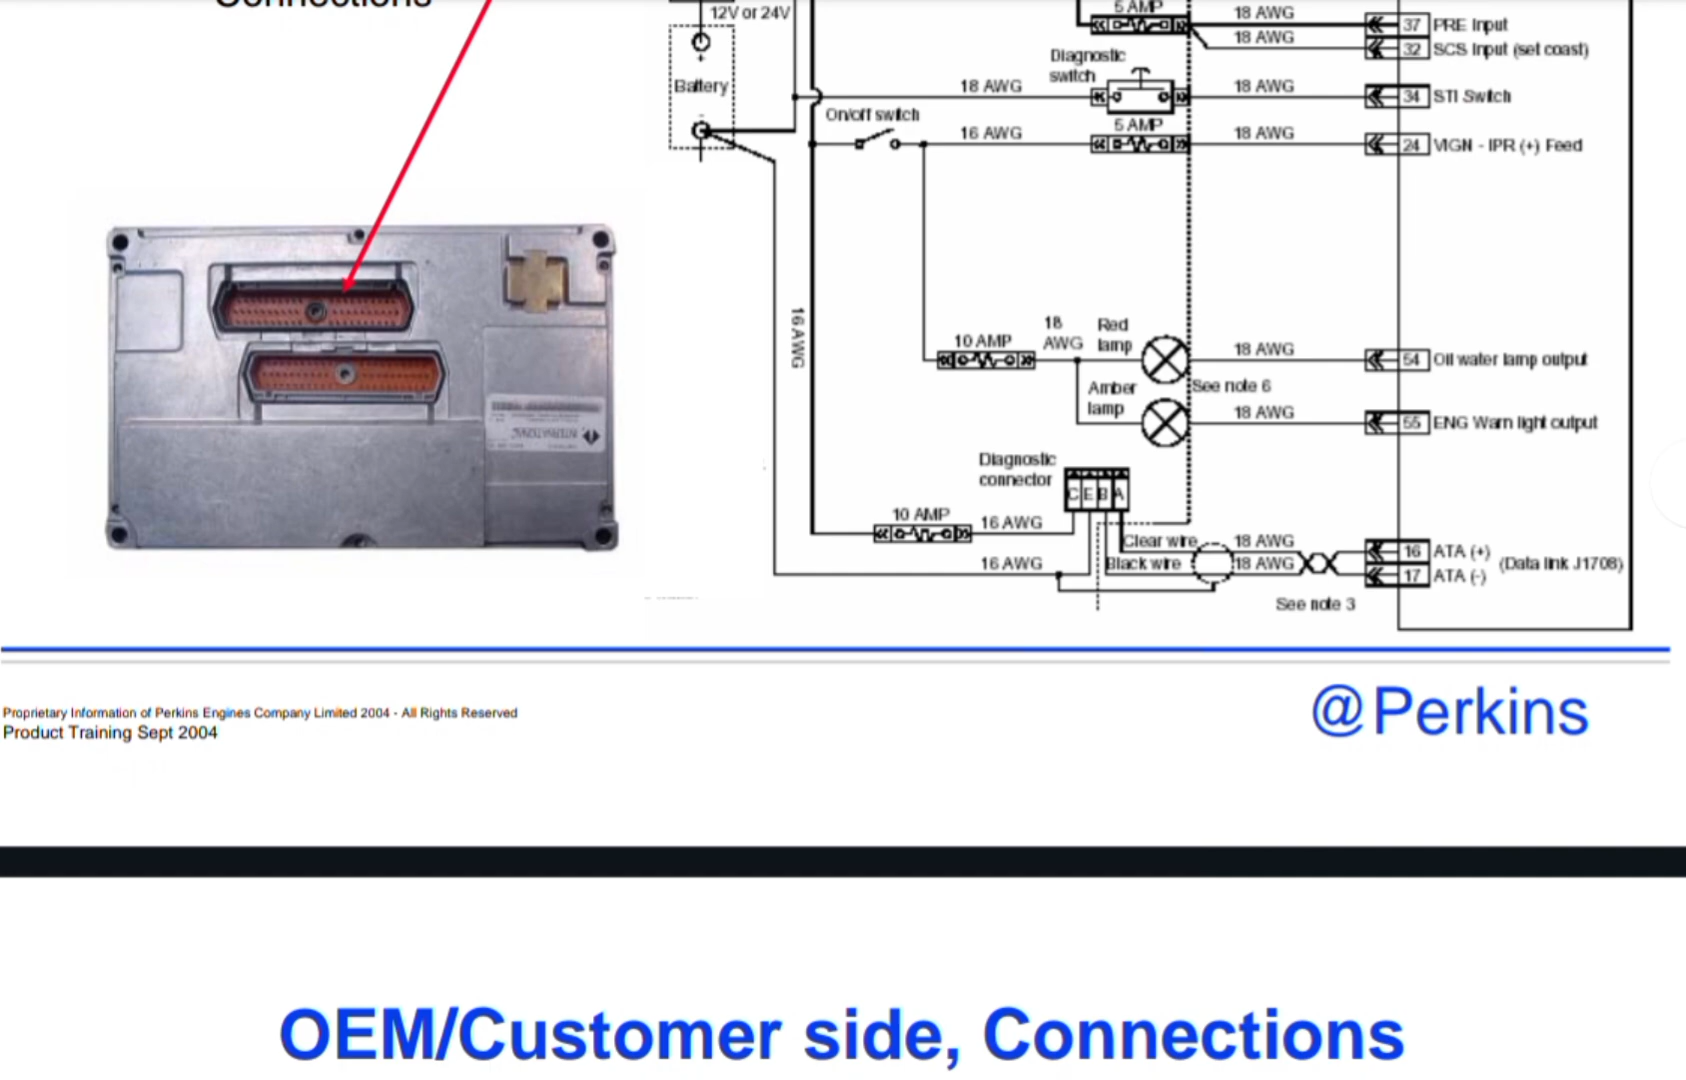 Connections
12V or 24V
Battery
+
-
5 AMP
18 AWG
37 PRE Input
18 AWG
32 SCS Input (set coast)
Diagnostic
switch
18 AWG
18 AWG
34 STI Switch
On/off switch
16 AWG
5 AMP
18 AWG
24 VIGN - IPR (+) Feed
16 AWG
10 AMP
18
AWG
Red
lamp
18 AWG
54 Oil water lamp output
See note 6
Amber
lamp
18 AWG
55 ENG Warn light output
INTERNATIONAL
Diagnostic
connector
C E B A
10 AMP
16 AWG
Clear wire
18 AWG
16 ATA (+)
16 AWG
Black wire
18 AWG
17 ATA (-)
(Data link J1708)
See note 3
Proprietary Information of Perkins Engines Company Limited 2004 - All Rights Reserved
Product Training Sept 2004
@Perkins
OEM/Customer side, Connections